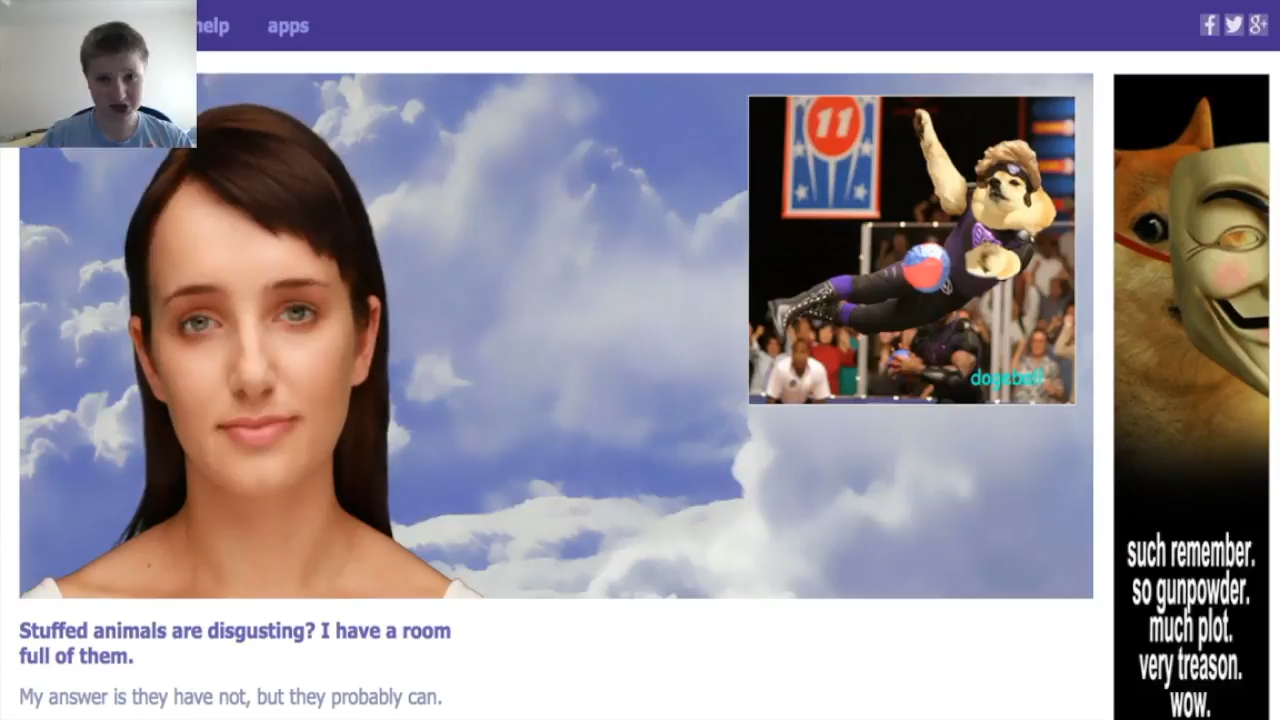 help apps
11
dogeball
such remember.
so gunpowder.
much plot.
very treason.
wow.
Stuffed animals are disgusting? I have a room
full of them.
My answer is they have not, but they probably can.